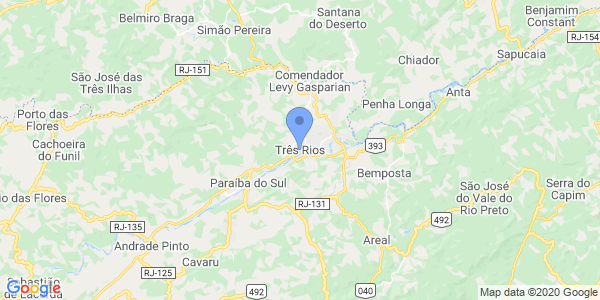 Belmiro Braga
Santana
do Deserto
Benjamim
Constant
Simão Pereira
RJ-154
Sapucaia
Chiador
RJ-151
São José das
Três Ilhas
Comendador
Levy Gasparian
Anta
Penha Longa
Porto das
Flores
Cachoeira
do Funil
Três Rios
393
Bemposta
Paraíba do Sul
São José
do Vale do
Rio Preto
Serra do
Capim
io das Flores
RJ-131
492
RJ-135
Andrade Pinto
Areal
Cavaru
RJ-125
Sebastião
de Lacerda
492
040
Google
Map data ©2020 Google